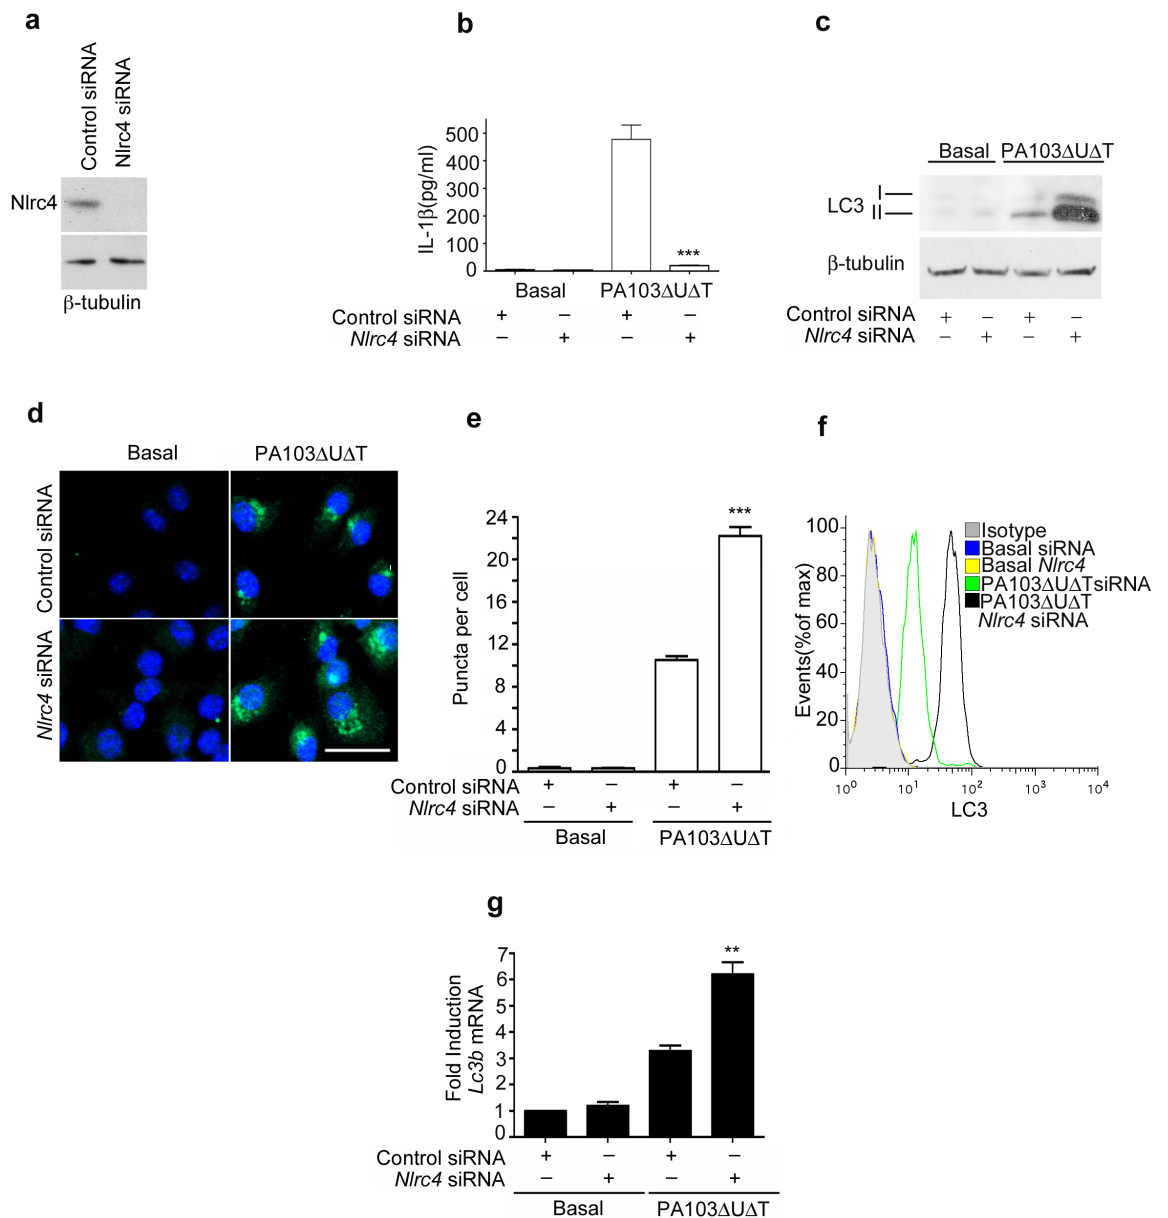 a
Control siRNA
Nlrc4 siRNA
Nlrc4
β-tubulin
b
IL-1β(pg/ml)
500
400
300
200
100
0
***
Basal PA103ΔUΔT
Control siRNA + – + –
Nlrc4 siRNA – + – +
c
Basal PA103ΔUΔT
LC3 I
II
β-tubulin
Control siRNA + – + –
Nlrc4 siRNA – + – +
d
Basal PA103ΔUΔT
Control siRNA
Nlrc4 siRNA
e
Puncta per cell
24
20
16
12
8
4
0
***
Control siRNA + – + –
Nlrc4 siRNA – + – +
Basal PA103ΔUΔT
f
Events(%of max)
100
80
60
40
20
0
10⁰ 10¹ 10² 10³ 10⁴
LC3
Isotype
Basal siRNA
Basal Nlrc4
PA103ΔUΔTsiRNA
PA103ΔUΔT
Nlrc4 siRNA
g
Fold Induction
Lc3b mRNA
7
6
5
4
3
2
1
0
**
Control siRNA + – + –
Nlrc4 siRNA – + – +
Basal PA103ΔUΔT